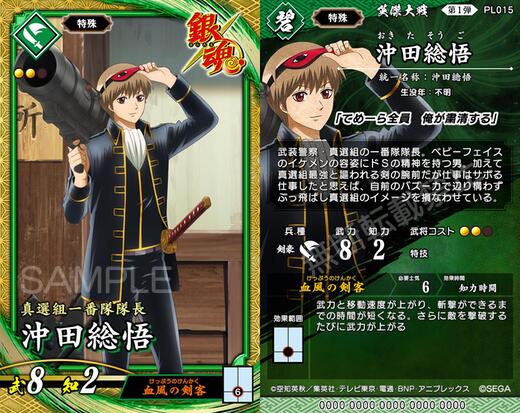 特殊
銀魂
所
SAMPLE
真選組一番隊隊長
沖田総悟
武8 知2
けっぷうのけんかく
血風の剣客
6
碧
特殊
英傑大戦
第1弾
PL015
おきたそうご
沖田総悟
統一名称：沖田総悟
生没年：不明
「てめーら全員　俺が粛清する」
武装警察・真選組の一番隊隊長。ベビーフェイス
のイケメンの容姿にドSの精神を持つ男。加えて
真選組最強と謳われる剣の腕前だが仕事はサボる
仕事したと思えば、自前のバズーカで辺り構わず
ぶっ飛ばし真選組のイメージを損なわせている。
兵種 武力 知力 武将コスト
剣豪 8 2 特技
けっぷうのけんかく 必要士気 効果時間
血風の剣客 6 知力時間
効果範囲
武力と移動速度が上がり、斬撃ができるま
での時間が短くなる。さらに敵を撃破する
たびに武力が上がる
©空知英秋／集英社・テレビ東京・電通・BNP・アニプレックス ©SEGA
0000-0000-0000-0000-0000